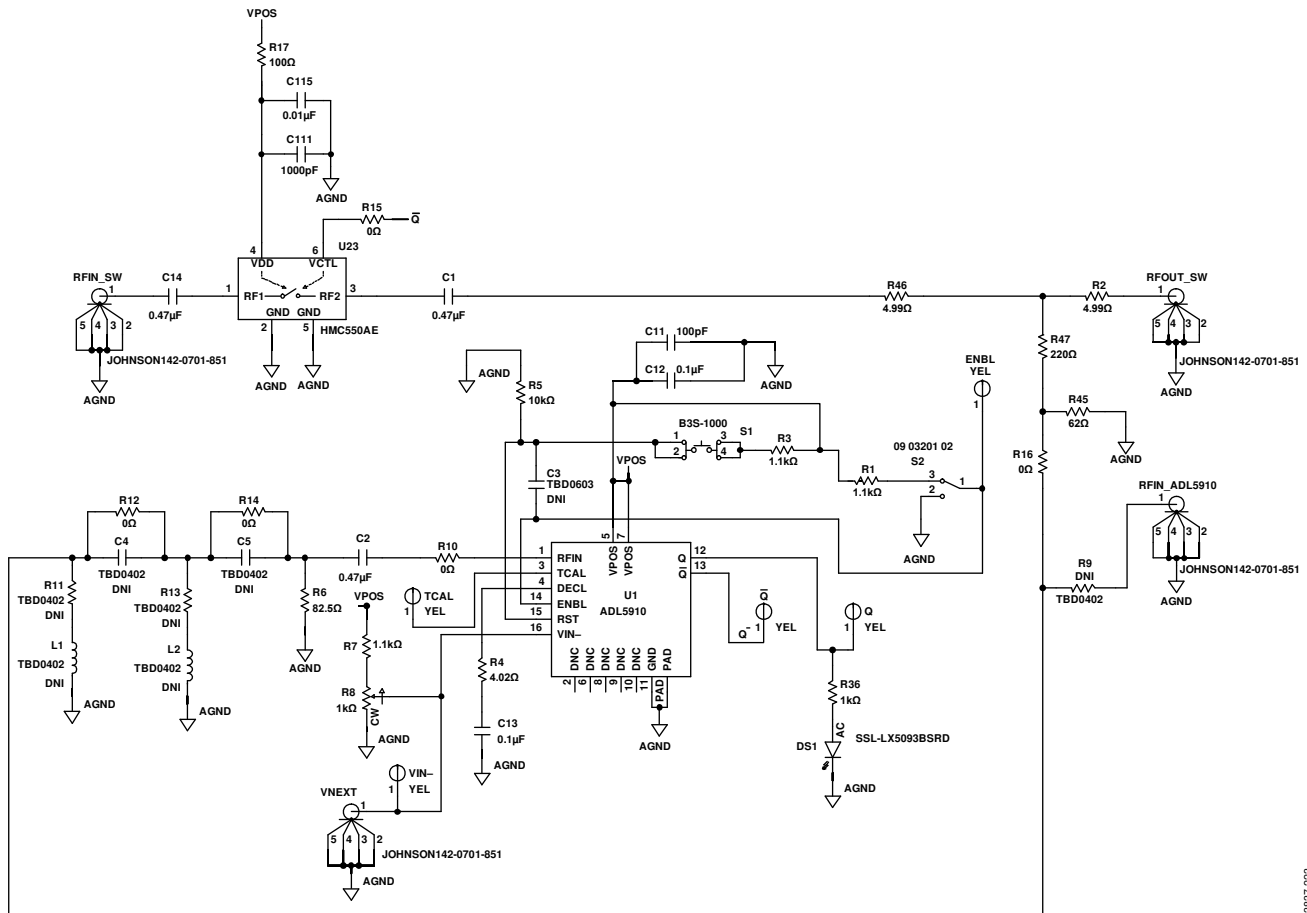 VPOS
R17
100Ω
C115
0.01µF
C111
1000pF
AGND
R15
0Ω
Q̅
4
6
U23
VDD
VCTL
RFIN_SW
1
C14
0.47µF
1
RF1
RF2
3
GND
GND
2
5
HMC550AE
AGND
AGND
C1
0.47µF
R46
4.99Ω
R2
4.99Ω
RFOUT_SW
1
5 4 3 2
JOHNSON142-0701-851
AGND
5 4 3 2
JOHNSON142-0701-851
AGND
R47
220Ω
R45
62Ω
AGND
R16
0Ω
C11
100pF
C12
0.1µF
AGND
ENBL
YEL
1
AGND
R5
10kΩ
B3S-1000
S1
1
2
3
4
R3
1.1kΩ
VPOS
R1
1.1kΩ
09 03201 02
S2
3
2
1
AGND
C3
TBD0603
DNI
RFIN_ADL5910
1
5 4 3 2
JOHNSON142-0701-851
AGND
R9
DNI
TBD0402
R12
0Ω
C4
TBD0402
DNI
R14
0Ω
C5
TBD0402
DNI
C2
0.47µF
R10
0Ω
R11
TBD0402
DNI
L1
TBD0402
DNI
AGND
R13
TBD0402
DNI
L2
TBD0402
DNI
AGND
R6
82.5Ω
AGND
VPOS
R7
1.1kΩ
R8
1kΩ
CW
AGND
TCAL
YEL
1
1
3
4
14
15
16
RFIN
TCAL
DECL
ENBL
RST
VIN–
5
7
VPOS
VPOS
U1
ADL5910
Q
QI
12
13
DNC
DNC
DNC
DNC
DNC
GND
PAD
2
6
8
9
10
11
PAD
AGND
R4
4.02Ω
C13
0.1µF
AGND
Q-
1
QI
YEL
Q
YEL
1
R36
1kΩ
AC
DS1
SSL-LX5093BSRD
AGND
VIN–
YEL
1
VNEXT
1
5 4 3 2
JOHNSON142-0701-851
AGND